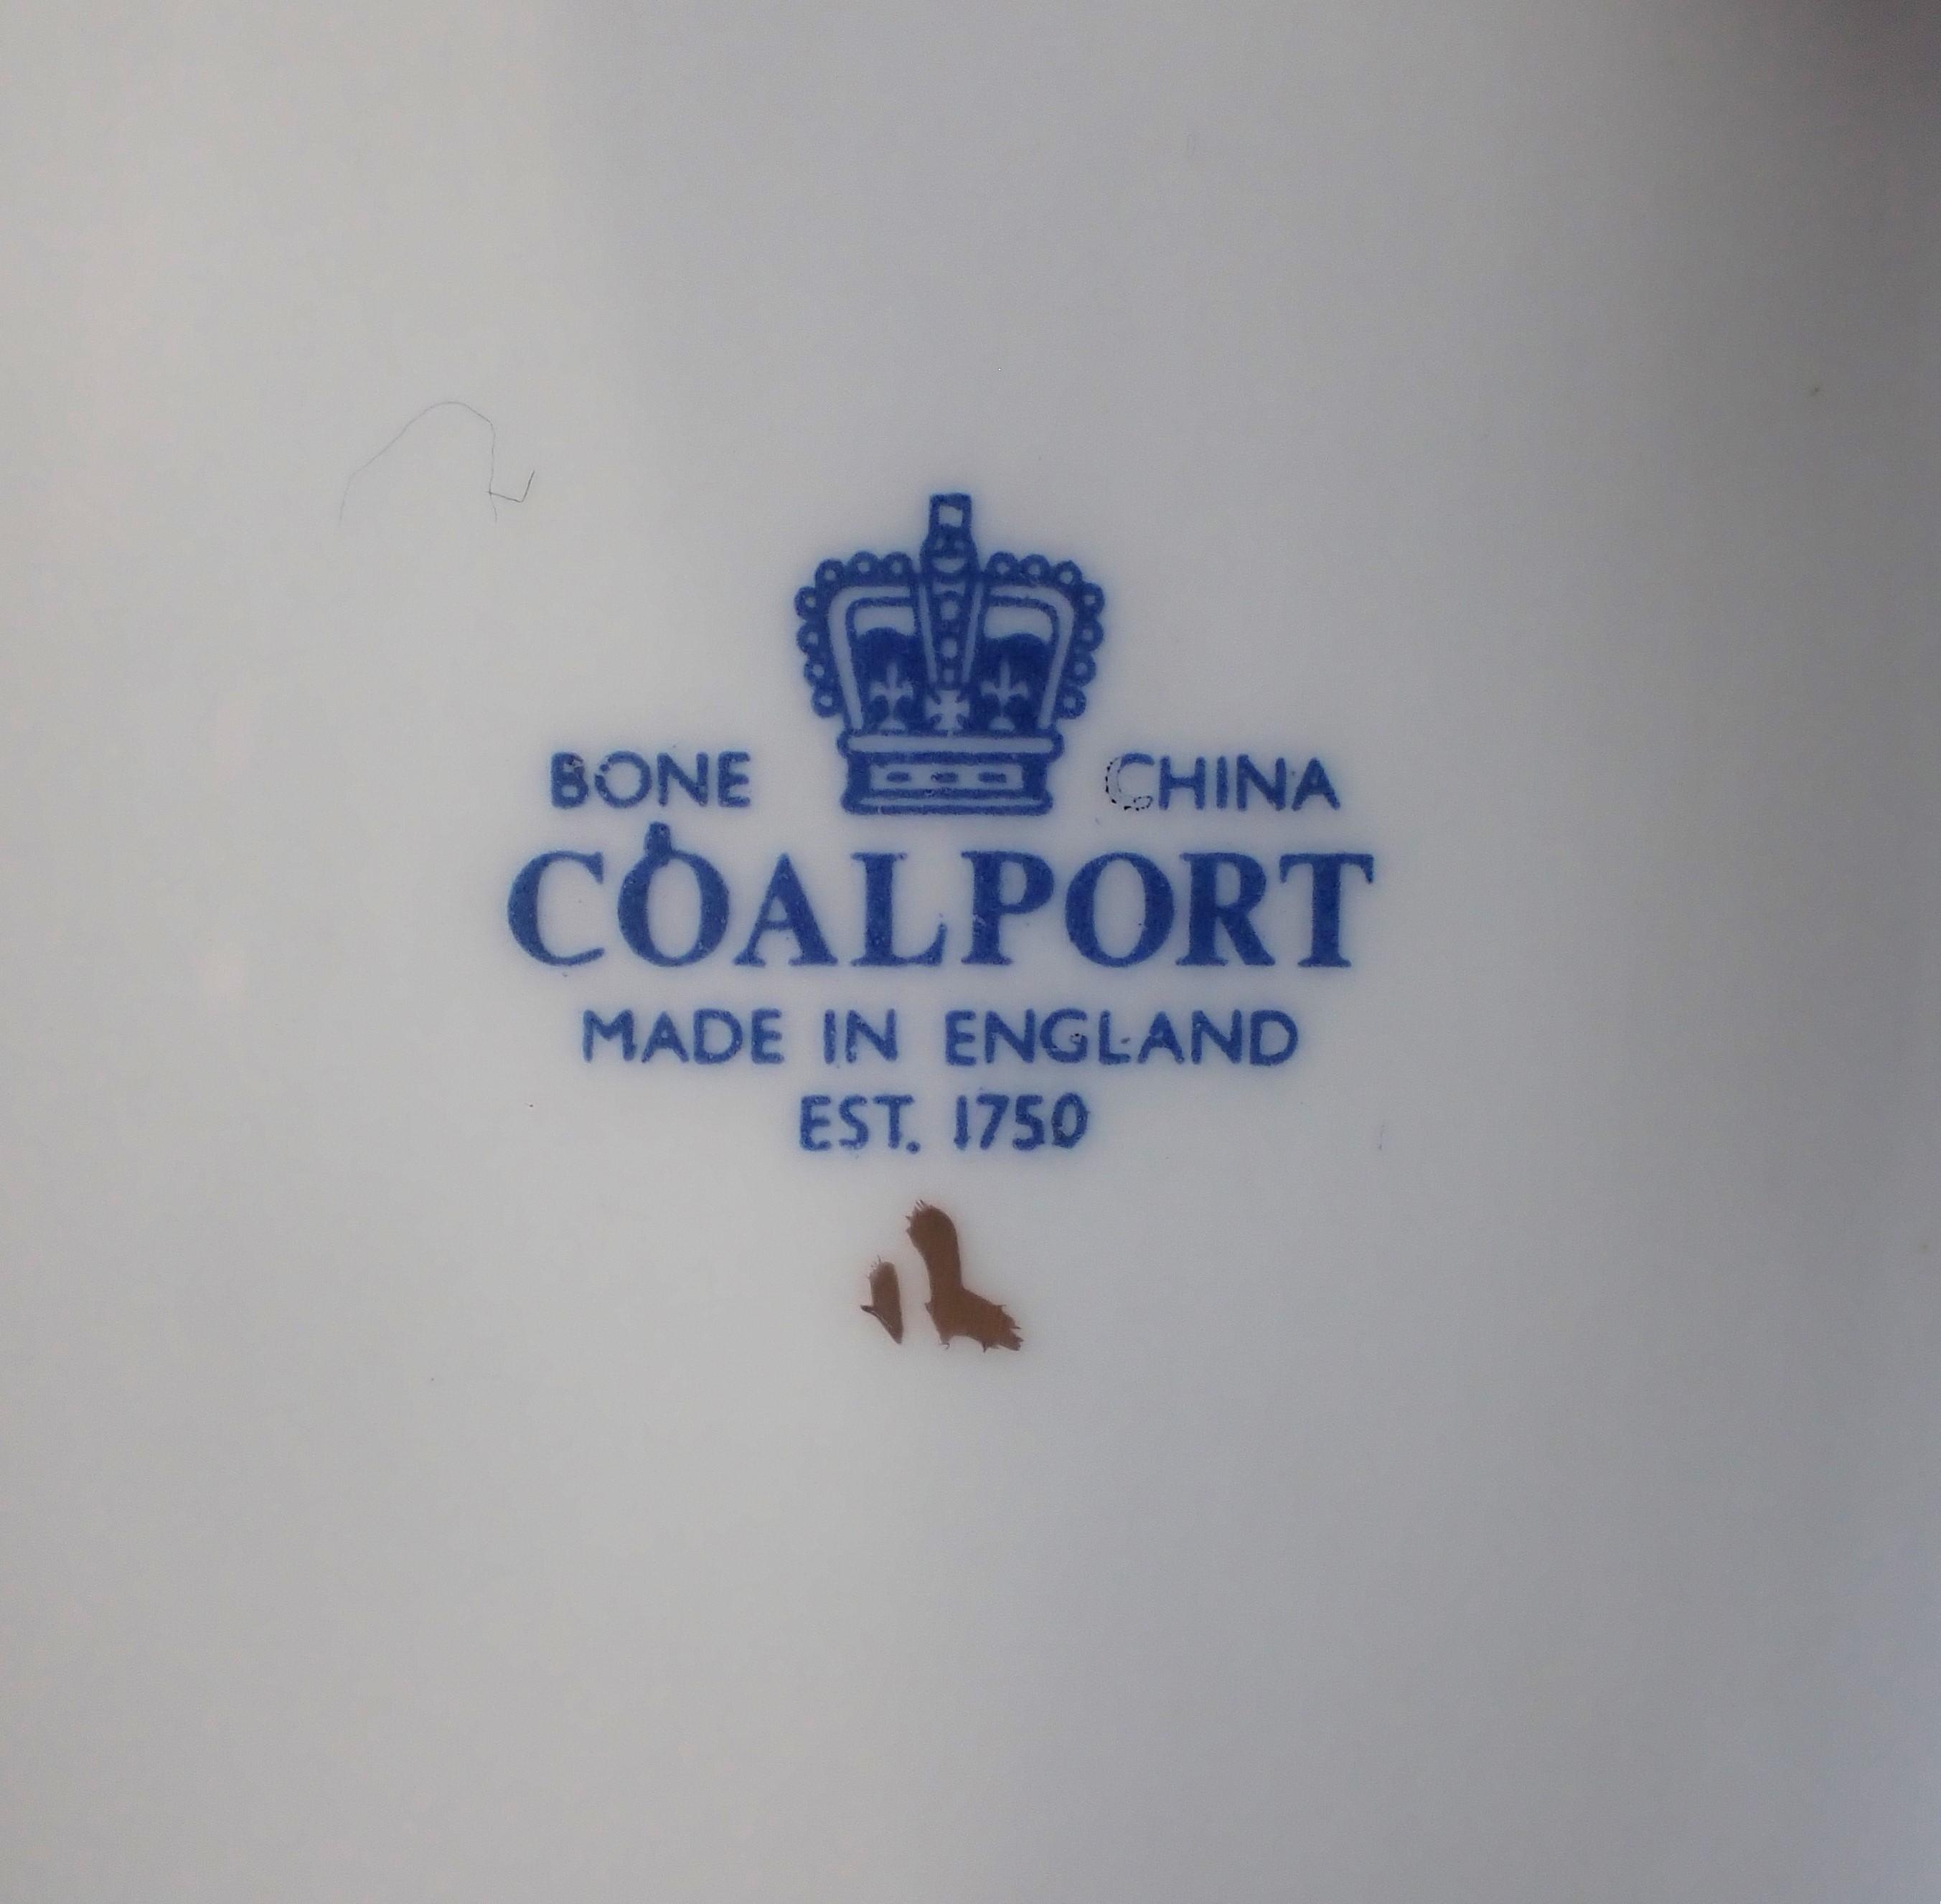 BONE CHINA
COALPORT
MADE IN ENGLAND
EST. 1750